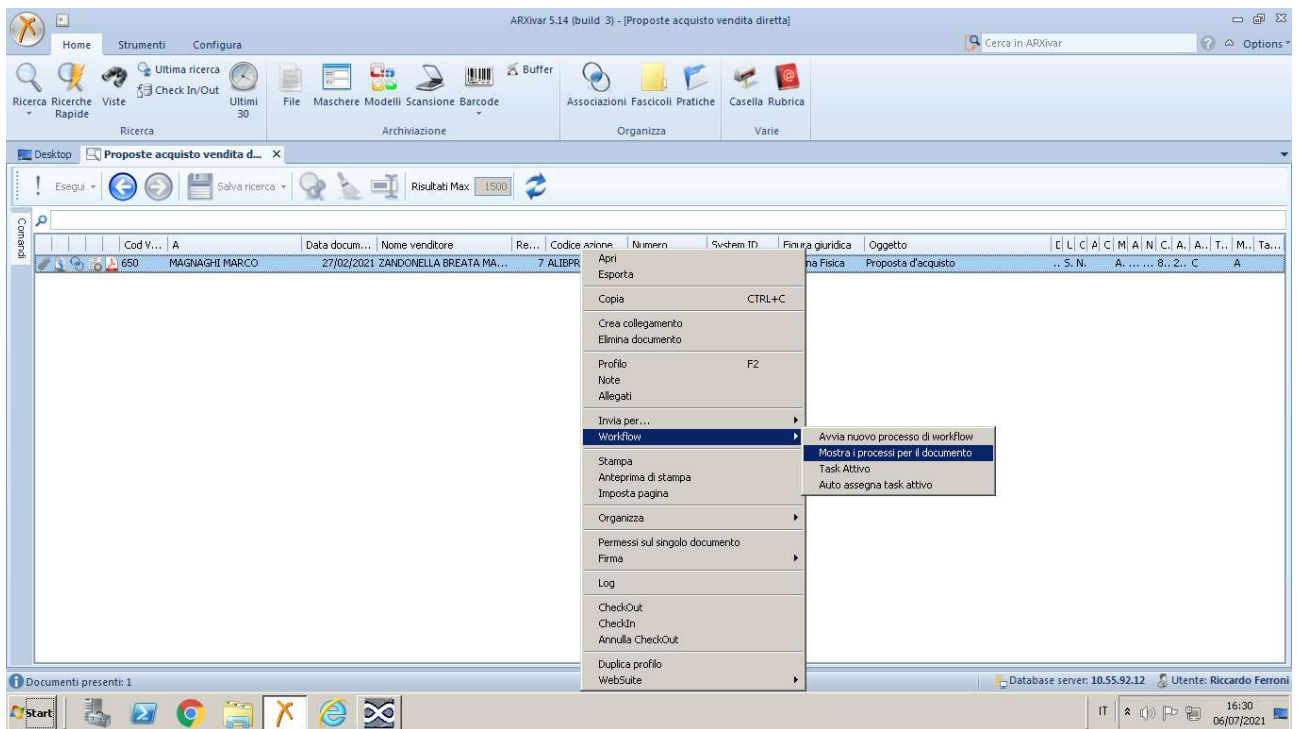 ARXivar 5.14 (build 3) - [Proposte acquisto vendita diretta]
Home Strumenti Configura
Cerca in ARXivar
Options
Ricerca
Ricerche Rapide
Viste
Ultima ricerca
Check In/Out
Ultimi 30
File Maschere Modelli Scansione Barcode
Buffer
Associazioni Fascicoli Pratiche
Casella Rubrica
Ricerca Archiviazione Organizza Varie
Desktop Proposte acquisto vendita d...
Esegui Salva ricerca Risultati Max 1500
Comandi
Cod V... A Data docum... Nome venditore Re... Codice azione Numero System ID Figura giuridica Oggetto L C A C M A N C. A. A.. T.. M.. Ta...
650 MAGNAGHI MARCO 27/02/2021 ZANDONELLA BREATA MA... 7 ALIBPR na Fisica Proposta d'acquisto .. S. N. A. ... ... 8.. 2.. C A
Apri
Esporta
Copia CTRL+C
Crea collegamento
Elimina documento
Profilo F2
Note
Allegati
Invia per...
Workflow
Avvia nuovo processo di workflow
Mostra i processi per il documento
Task Attivo
Auto assegna task attivo
Stampa
Anteprima di stampa
Imposta pagina
Organizza
Permessi sul singolo documento
Firma
Log
CheckOut
CheckIn
Annulla CheckOut
Duplica profilo
WebSuite
Documenti presenti: 1
Database server: 10.55.92.12 Utente: Riccardo Ferroni
Start
IT
16:30
06/07/2021